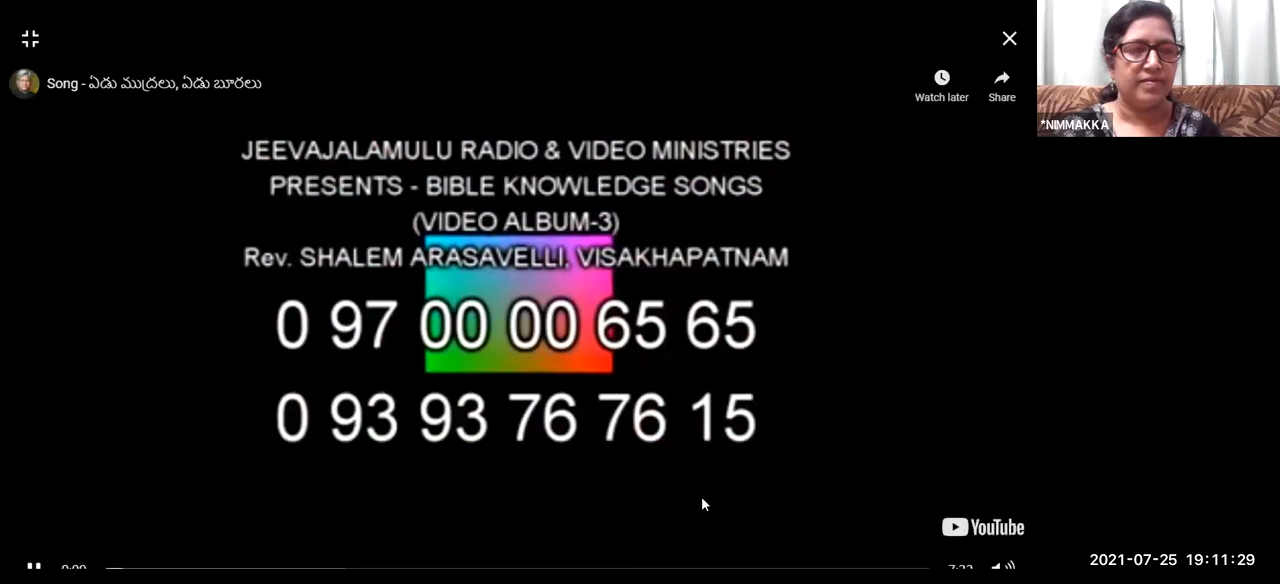 Song - ఏడు ముద్రలు, ఏడు బూరలు
Watch later
Share
*NIMMAKKA
JEEVAJALAMULU RADIO & VIDEO MINISTRIES
PRESENTS - BIBLE KNOWLEDGE SONGS
(VIDEO ALBUM-3)
Rev. SHALEM ARASAVELLI, VISAKHAPATNAM
0 97 00 00 65 65
0 93 93 76 76 15
YouTube
2021-07-25 19:11:29